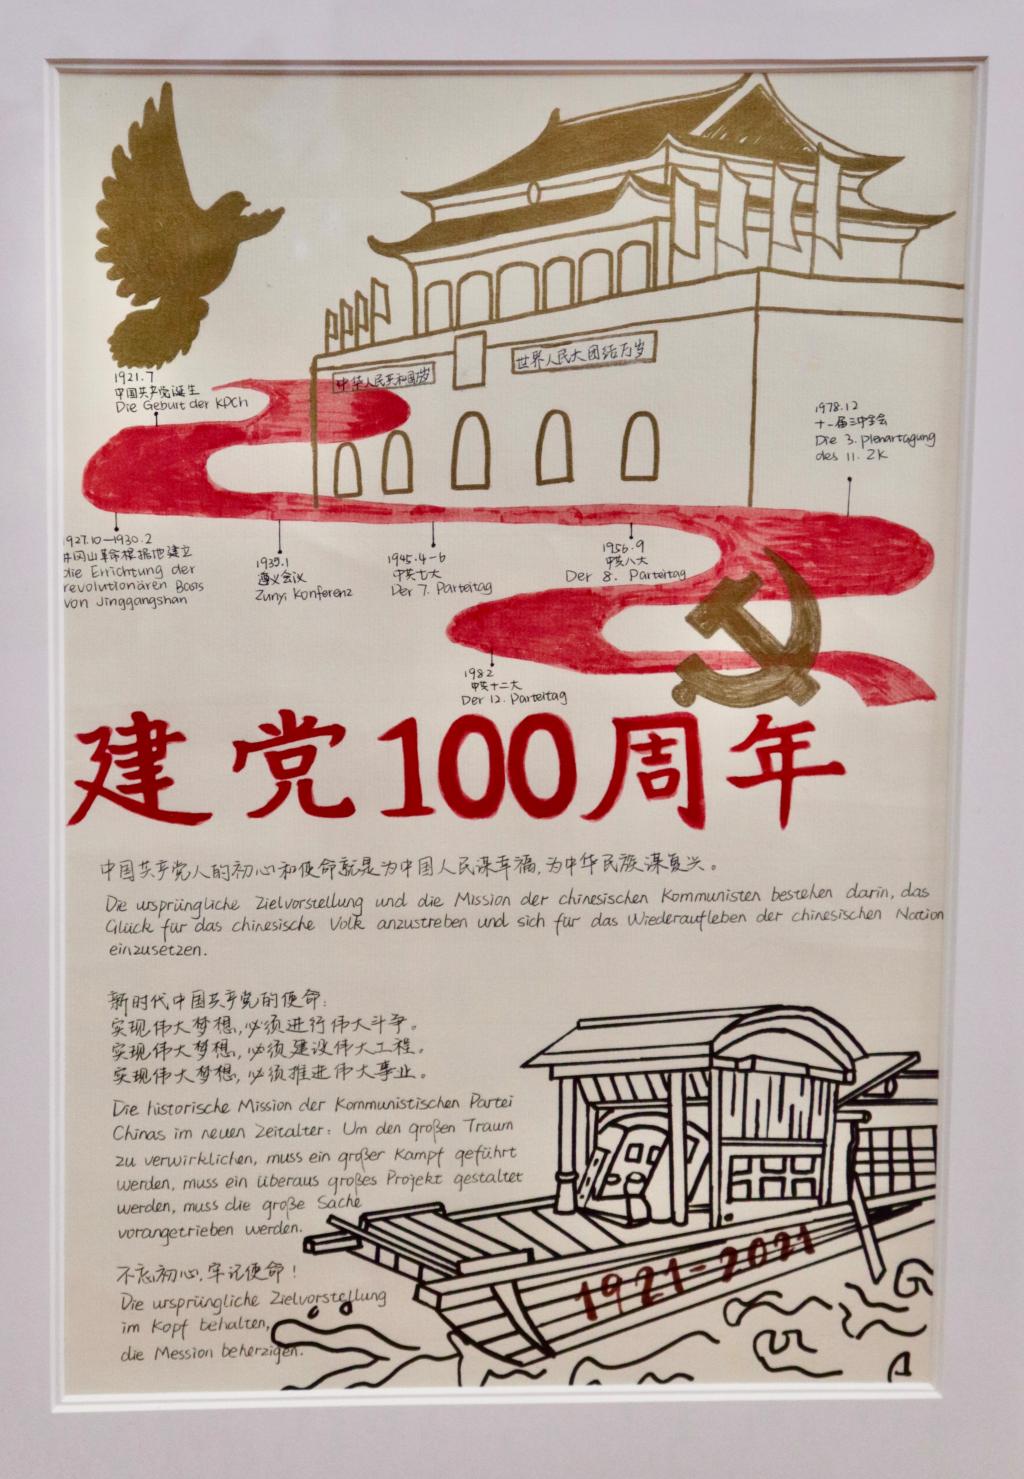 中华人民共和国万岁
世界人民大团结万岁
1921.7
中国共产党诞生
Die Geburt der KPCh
1978.12
十一届三中全会
Die 3. Plenartagung
des 11. ZK
1927.10—1930.2
井冈山革命根据地建立
die Errichtung der
revolutionären Basis
von Jinggangshan
1935.1
遵义会议
Zunyi Konferenz
1945.4-6
中共七大
Der 7. Parteitag
1956.9
中共八大
Der 8. Parteitag
1982
中共十二大
Der 12. Parteitag
建党100周年
中国共产党人的初心和使命就是为中国人民谋幸福,为中华民族谋复兴。
Die ursprüngliche Zielvorstellung und die Mission der chinesischen Kommunisten bestehen darin, das
Glück für das chinesische Volk anzustreben und sich für das Wiederaufleben der chinesischen Nation
einzusetzen.
新时代中国共产党的使命:
实现伟大梦想,必须进行伟大斗争。
实现伟大梦想,必须建设伟大工程。
实现伟大梦想,必须推进伟大事业。
Die historische Mission der Kommunistischen Partei
Chinas im neuen Zeitalter: Um den großen Traum
zu verwirklichen, muss ein großer Kampf geführt
werden, muss ein überaus großes Projekt gestaltet
werden, muss die große Sache
vorangetrieben werden.
不忘初心,牢记使命!
Die ursprüngliche Zielvorstellung
im Kopf behalten,
die Mession beherzigen.
1921-2021